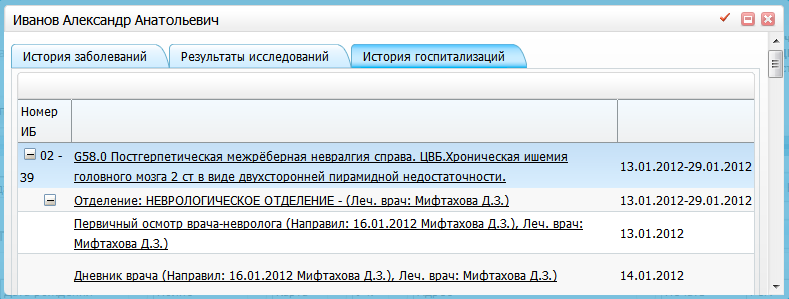 Иванов Александр Анатольевич
История заболеваний
Результаты исследований
История госпитализаций
Номер
ИБ
02 -
39
G58.0 Постгерпетическая межрёберная невралгия справа. ЦВБ.Хроническая ишемия
головного мозга 2 ст в виде двухсторонней пирамидной недостаточности.
13.01.2012-29.01.2012
Отделение: НЕВРОЛОГИЧЕСКОЕ ОТДЕЛЕНИЕ - (Леч. врач: Мифтахова Д.З.)
13.01.2012-29.01.2012
Первичный осмотр врача-невролога (Направил: 16.01.2012 Мифтахова Д.З.), Леч. врач:
Мифтахова Д.З.)
13.01.2012
Дневник врача (Направил: 16.01.2012 Мифтахова Д.З.), Леч. врач: Мифтахова Д.З.)
14.01.2012